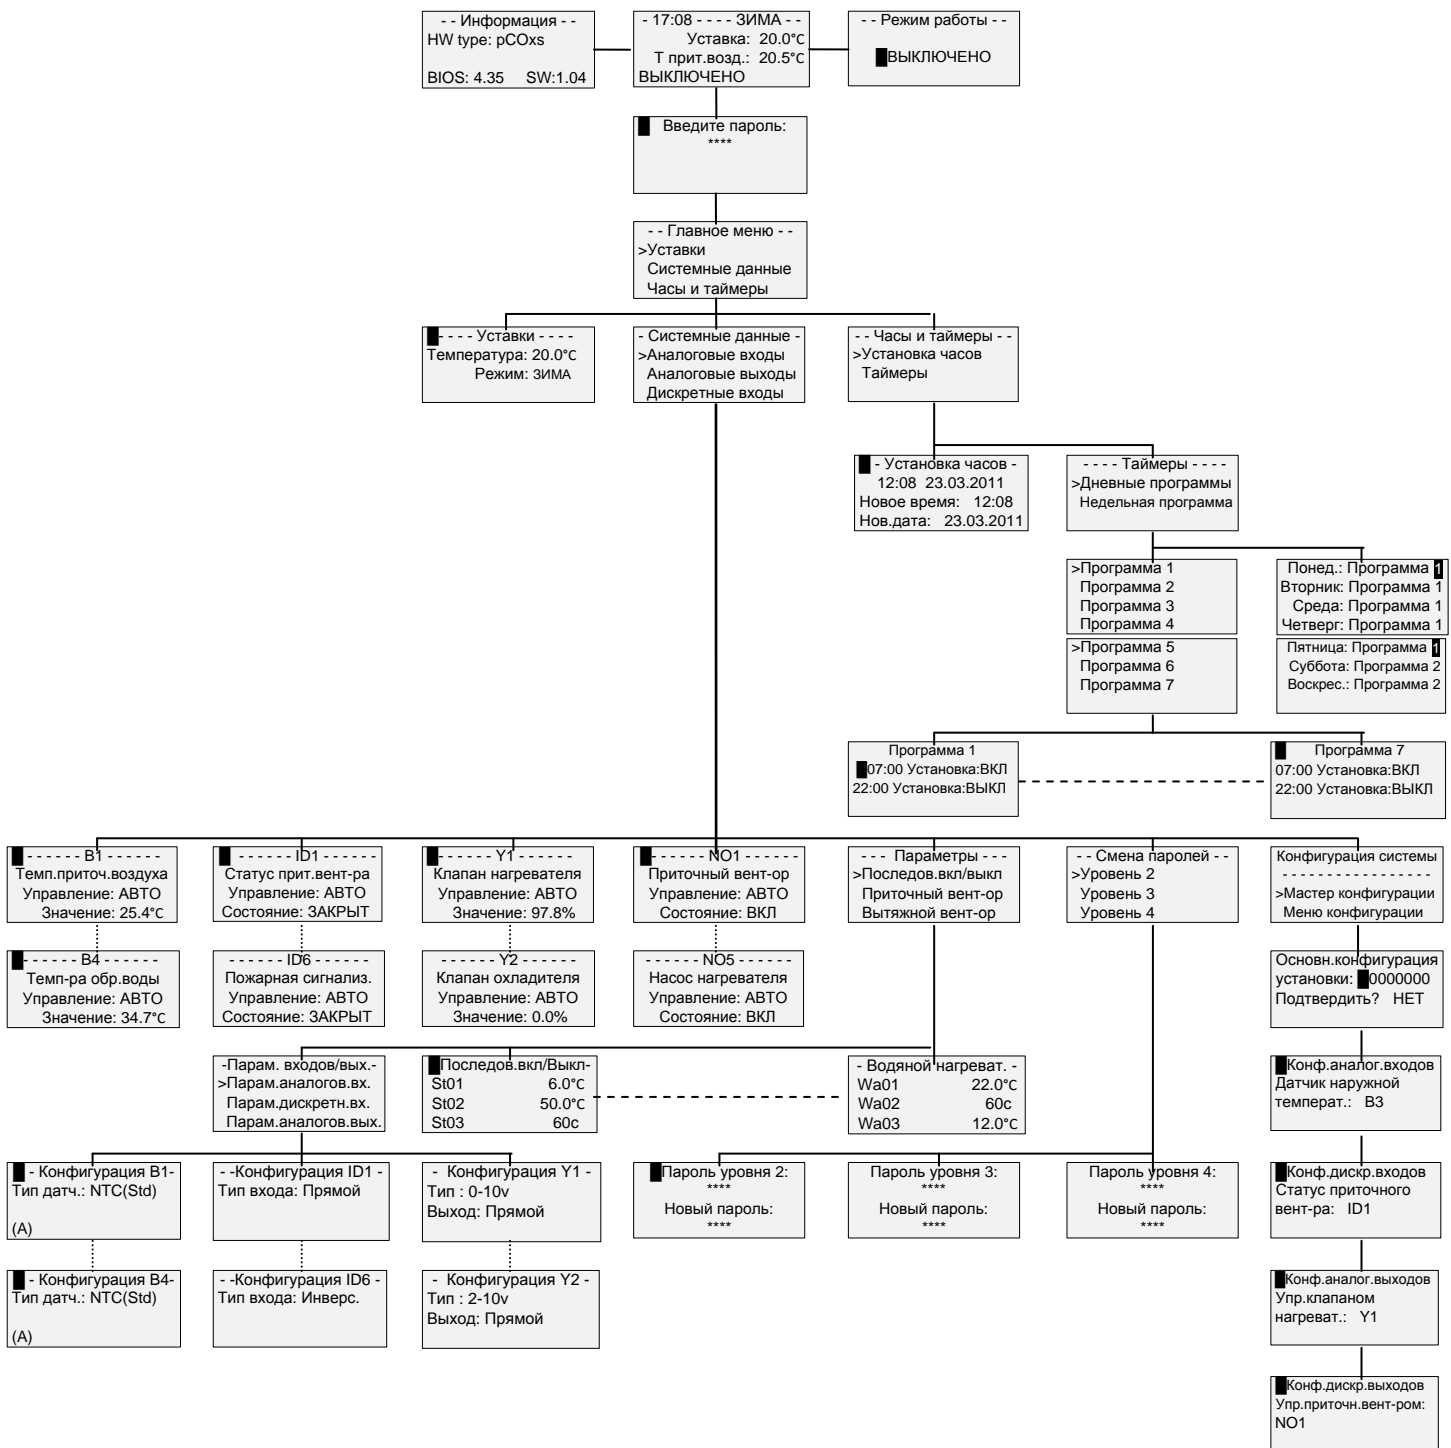 - - Информация - -
HW type: pCOxs
BIOS: 4.35 SW:1.04
- 17:08 - - - - ЗИМА - -
Уставка: 20.0°C
Т прит.возд.: 20.5°C
ВЫКЛЮЧЕНО
- - Режим работы - -
ВЫКЛЮЧЕНО
Введите пароль:
****
- - Главное меню - -
>Уставки
Системные данные
Часы и таймеры
- - - - Уставки - - - -
Температура: 20.0°C
Режим: ЗИМА
- Системные данные -
>Аналоговые входы
Аналоговые выходы
Дискретные входы
- - Часы и таймеры - -
>Установка часов
Таймеры
- Установка часов -
12:08 23.03.2011
Новое время: 12:08
Нов.дата: 23.03.2011
- - - - Таймеры - - - -
>Дневные программы
Недельная программа
>Программа 1
Программа 2
Программа 3
Программа 4
Понед.: Программа 1
Вторник: Программа 1
Среда: Программа 1
Четверг: Программа 1
>Программа 5
Программа 6
Программа 7
Пятница: Программа 1
Суббота: Программа 2
Воскрес.: Программа 2
Программа 1
07:00 Установка:ВКЛ
22:00 Установка:ВЫКЛ
Программа 7
07:00 Установка:ВКЛ
22:00 Установка:ВЫКЛ
- - - - - - B1 - - - - - -
Темп.приточ.воздуха
Управление: АВТО
Значение: 25.4°C
- - - - - - ID1 - - - - - -
Статус прит.вент-ра
Управление: АВТО
Состояние: ЗАКРЫТ
- - - - - - Y1 - - - - - -
Клапан нагревателя
Управление: АВТО
Значение: 97.8%
- - - - - - NO1 - - - - - -
Приточный вент-ор
Управление: АВТО
Состояние: ВКЛ
- - - Параметры - - -
>Последов.вкл/выкл
Приточный вент-ор
Вытяжной вент-ор
- - Смена паролей - -
>Уровень 2
Уровень 3
Уровень 4
Конфигурация системы
- - - - - - - - - - - - - - - - -
>Мастер конфигурации
Меню конфигурации
- - - - - - B4 - - - - - -
Темп-ра обр.воды
Управление: АВТО
Значение: 34.7°C
- - - - - - ID6 - - - - - -
Пожарная сигнализ.
Управление: АВТО
Состояние: ЗАКРЫТ
- - - - - - Y2 - - - - - -
Клапан охладителя
Управление: АВТО
Значение: 0.0%
- - - - - - NO5 - - - - - -
Насос нагревателя
Управление: АВТО
Состояние: ВКЛ
Основн.конфигурация
установки: 0000000
Подтвердить? НЕТ
-Парам. входов/вых.-
>Парам.аналогов.вх.
Парам.дискретн.вх.
Парам.аналогов.вых.
Последов.вкл/Выкл-
St01 6.0°C
St02 50.0°C
St03 60с
- Водяной нагреват. -
Wa01 22.0°C
Wa02 60с
Wa03 12.0°C
Конф.аналог.входов
Датчик наружной
температ.: B3
- Конфигурация B1-
Тип датч.: NTC(Std)
(A)
- -Конфигурация ID1 -
Тип входа: Прямой
- Конфигурация Y1 -
Тип : 0-10v
Выход: Прямой
Пароль уровня 2:
****
Новый пароль:
****
Пароль уровня 3:
****
Новый пароль:
****
Пароль уровня 4:
****
Новый пароль:
****
Конф.дискр.входов
Статус приточного
вент-ра: ID1
- Конфигурация B4-
Тип датч.: NTC(Std)
(A)
- -Конфигурация ID6 -
Тип входа: Инверс.
- Конфигурация Y2 -
Тип : 2-10v
Выход: Прямой
Конф.аналог.выходов
Упр.клапаном
нагреват.: Y1
Конф.дискр.выходов
Упр.приточн.вент-ром:
NO1